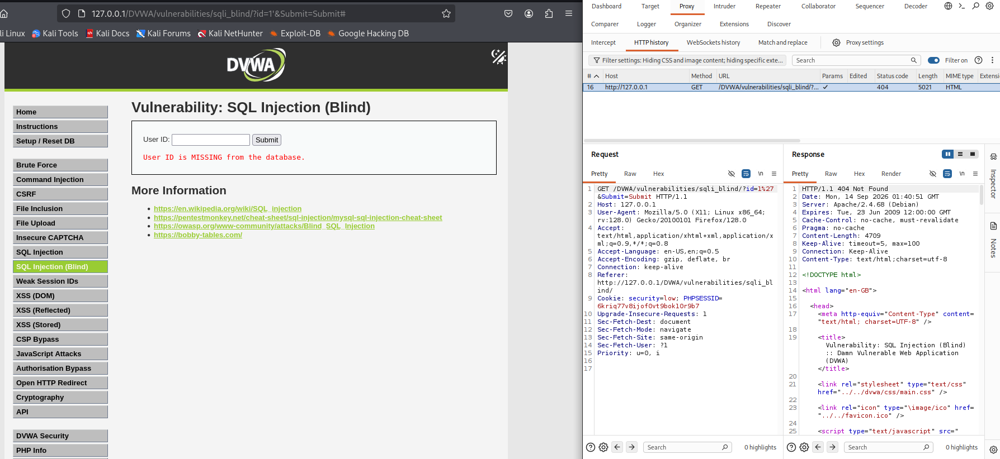 127.0.0.1/DVWA/vulnerabilities/sqli_blind/?id=1'&Submit=Submit#
li Linux Kali Tools Kali Docs Kali Forums Kali NetHunter Exploit-DB Google Hacking DB
DVWA
Home
Instructions
Setup / Reset DB
Brute Force
Command Injection
CSRF
File Inclusion
File Upload
Insecure CAPTCHA
SQL Injection
SQL Injection (Blind)
Weak Session IDs
XSS (DOM)
XSS (Reflected)
XSS (Stored)
CSP Bypass
JavaScript Attacks
Authorisation Bypass
Open HTTP Redirect
Cryptography
API
DVWA Security
PHP Info
Vulnerability: SQL Injection (Blind)
User ID: Submit
User ID is MISSING from the database.
More Information
https://en.wikipedia.org/wiki/SQL_injection
https://pentestmonkey.net/cheat-sheet/sql-injection/mysql-sql-injection-cheat-sheet
https://owasp.org/www-community/attacks/Blind_SQL_Injection
https://bobby-tables.com/
Dashboard Target Proxy Intruder Repeater Collaborator Sequencer Decoder
Comparer Logger Organizer Extensions Discover
Intercept HTTP history WebSockets history Match and replace Proxy settings
Filter settings: Hiding CSS and image content; hiding specific exte... Search Filter on
# Host Method URL Params Edited Status code Length MIME type Extensi
16 http://127.0.0.1 GET /DVWA/vulnerabilities/sqli_blind/?... ✓ 404 5021 HTML
Request
Pretty Raw Hex \n
1 GET /DVWA/vulnerabilities/sqli_blind/?id=1%27
&Submit=Submit HTTP/1.1
2 Host: 127.0.0.1
3 User-Agent: Mozilla/5.0 (X11; Linux x86_64;
rv:128.0) Gecko/20100101 Firefox/128.0
4 Accept:
text/html,application/xhtml+xml,application/x
ml;q=0.9,*/*;q=0.8
5 Accept-Language: en-US,en;q=0.5
6 Accept-Encoding: gzip, deflate, br
7 Connection: keep-alive
8 Referer:
http://127.0.0.1/DVWA/vulnerabilities/sqli_bl
ind/
9 Cookie: security=low; PHPSESSID=
6kriq77v8ijof0vt9bok10r9b7
10 Upgrade-Insecure-Requests: 1
11 Sec-Fetch-Dest: document
12 Sec-Fetch-Mode: navigate
13 Sec-Fetch-Site: same-origin
14 Sec-Fetch-User: ?1
15 Priority: u=0, i
16
17
Search 0 highlights
Response
Pretty Raw Hex Render \n
1 HTTP/1.1 404 Not Found
2 Date: Mon, 14 Sep 2026 01:40:51 GMT
3 Server: Apache/2.4.68 (Debian)
4 Expires: Tue, 23 Jun 2009 12:00:00 GMT
5 Cache-Control: no-cache, must-revalidate
6 Pragma: no-cache
7 Content-Length: 4709
8 Keep-Alive: timeout=5, max=100
9 Connection: Keep-Alive
10 Content-Type: text/html;charset=utf-8
11
12 <!DOCTYPE html>
13
14 <html lang="en-GB">
15
16 <head>
17 <meta http-equiv="Content-Type" content=
"text/html; charset=UTF-8" />
18
19 <title>
Vulnerability: SQL Injection (Blind)
:: Damn Vulnerable Web Application
(DVWA)
</title>
20
21 <link rel="stylesheet" type="text/css"
href="../../dvwa/css/main.css" />
22
23 <link rel="icon" type="\image/ico" href=
"../../favicon.ico" />
24
25 <script type="text/javascript" src="
Search 0 highlights
Inspector
Notes